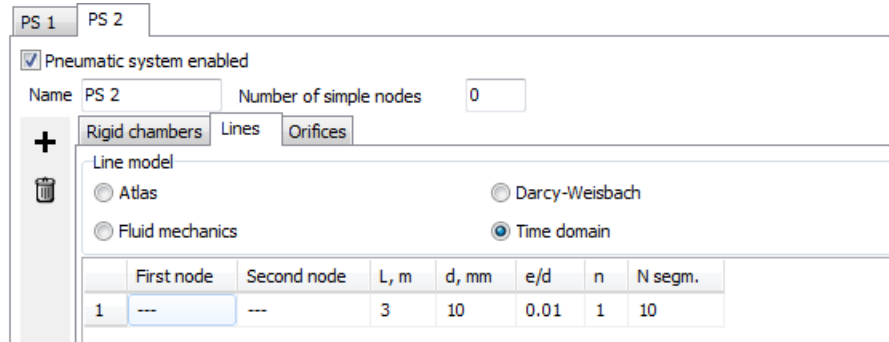 PS 1 PS 2
Pneumatic system enabled
Name PS 2 Number of simple nodes 0
Rigid chambers Lines Orifices
Line model
Atlas Darcy-Weisbach
Fluid mechanics Time domain
First node Second node L, m d, mm e/d n N segm.
1 --- --- 3 10 0.01 1 10